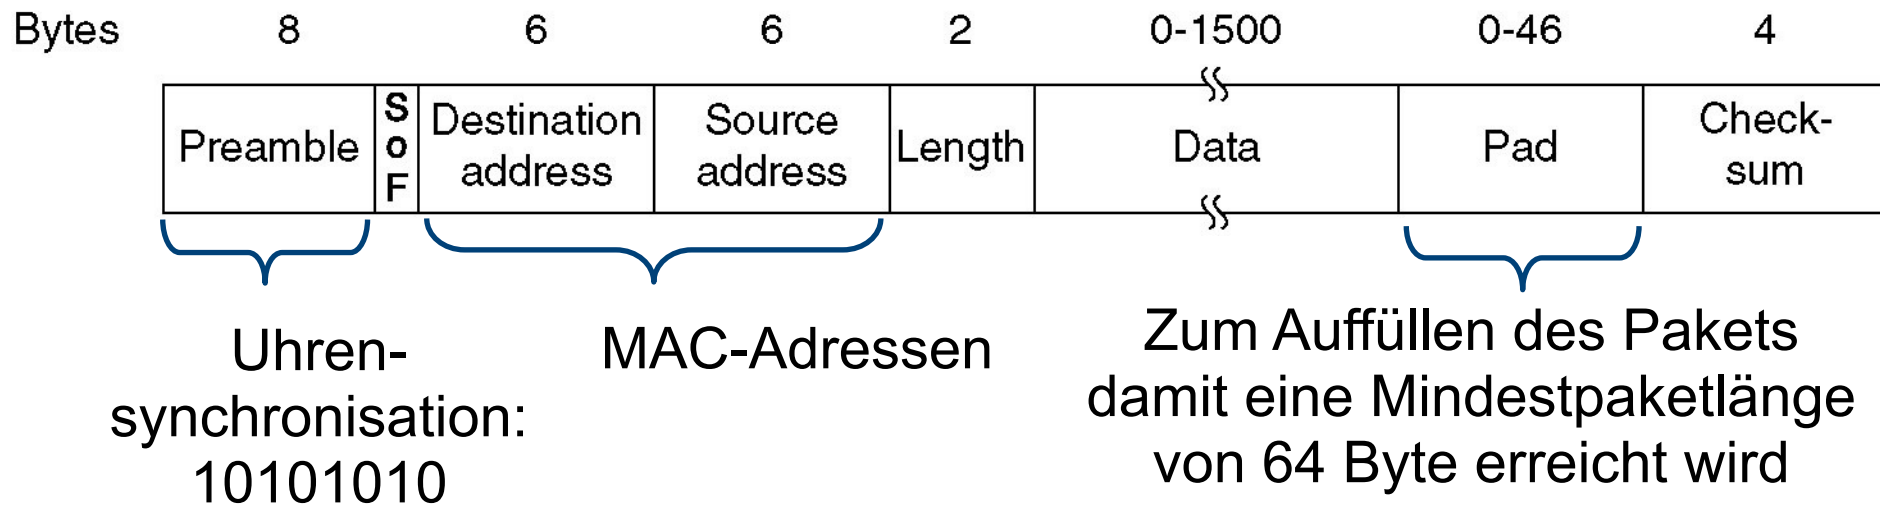 Bytes 8 6 6 2 0-1500 0-46 4
Preamble SoF Destination address Source address Length Data Pad Check-sum
Uhren-
synchronisation:
10101010
MAC-Adressen
Zum Auffüllen des Pakets
damit eine Mindestpaketlänge
von 64 Byte erreicht wird